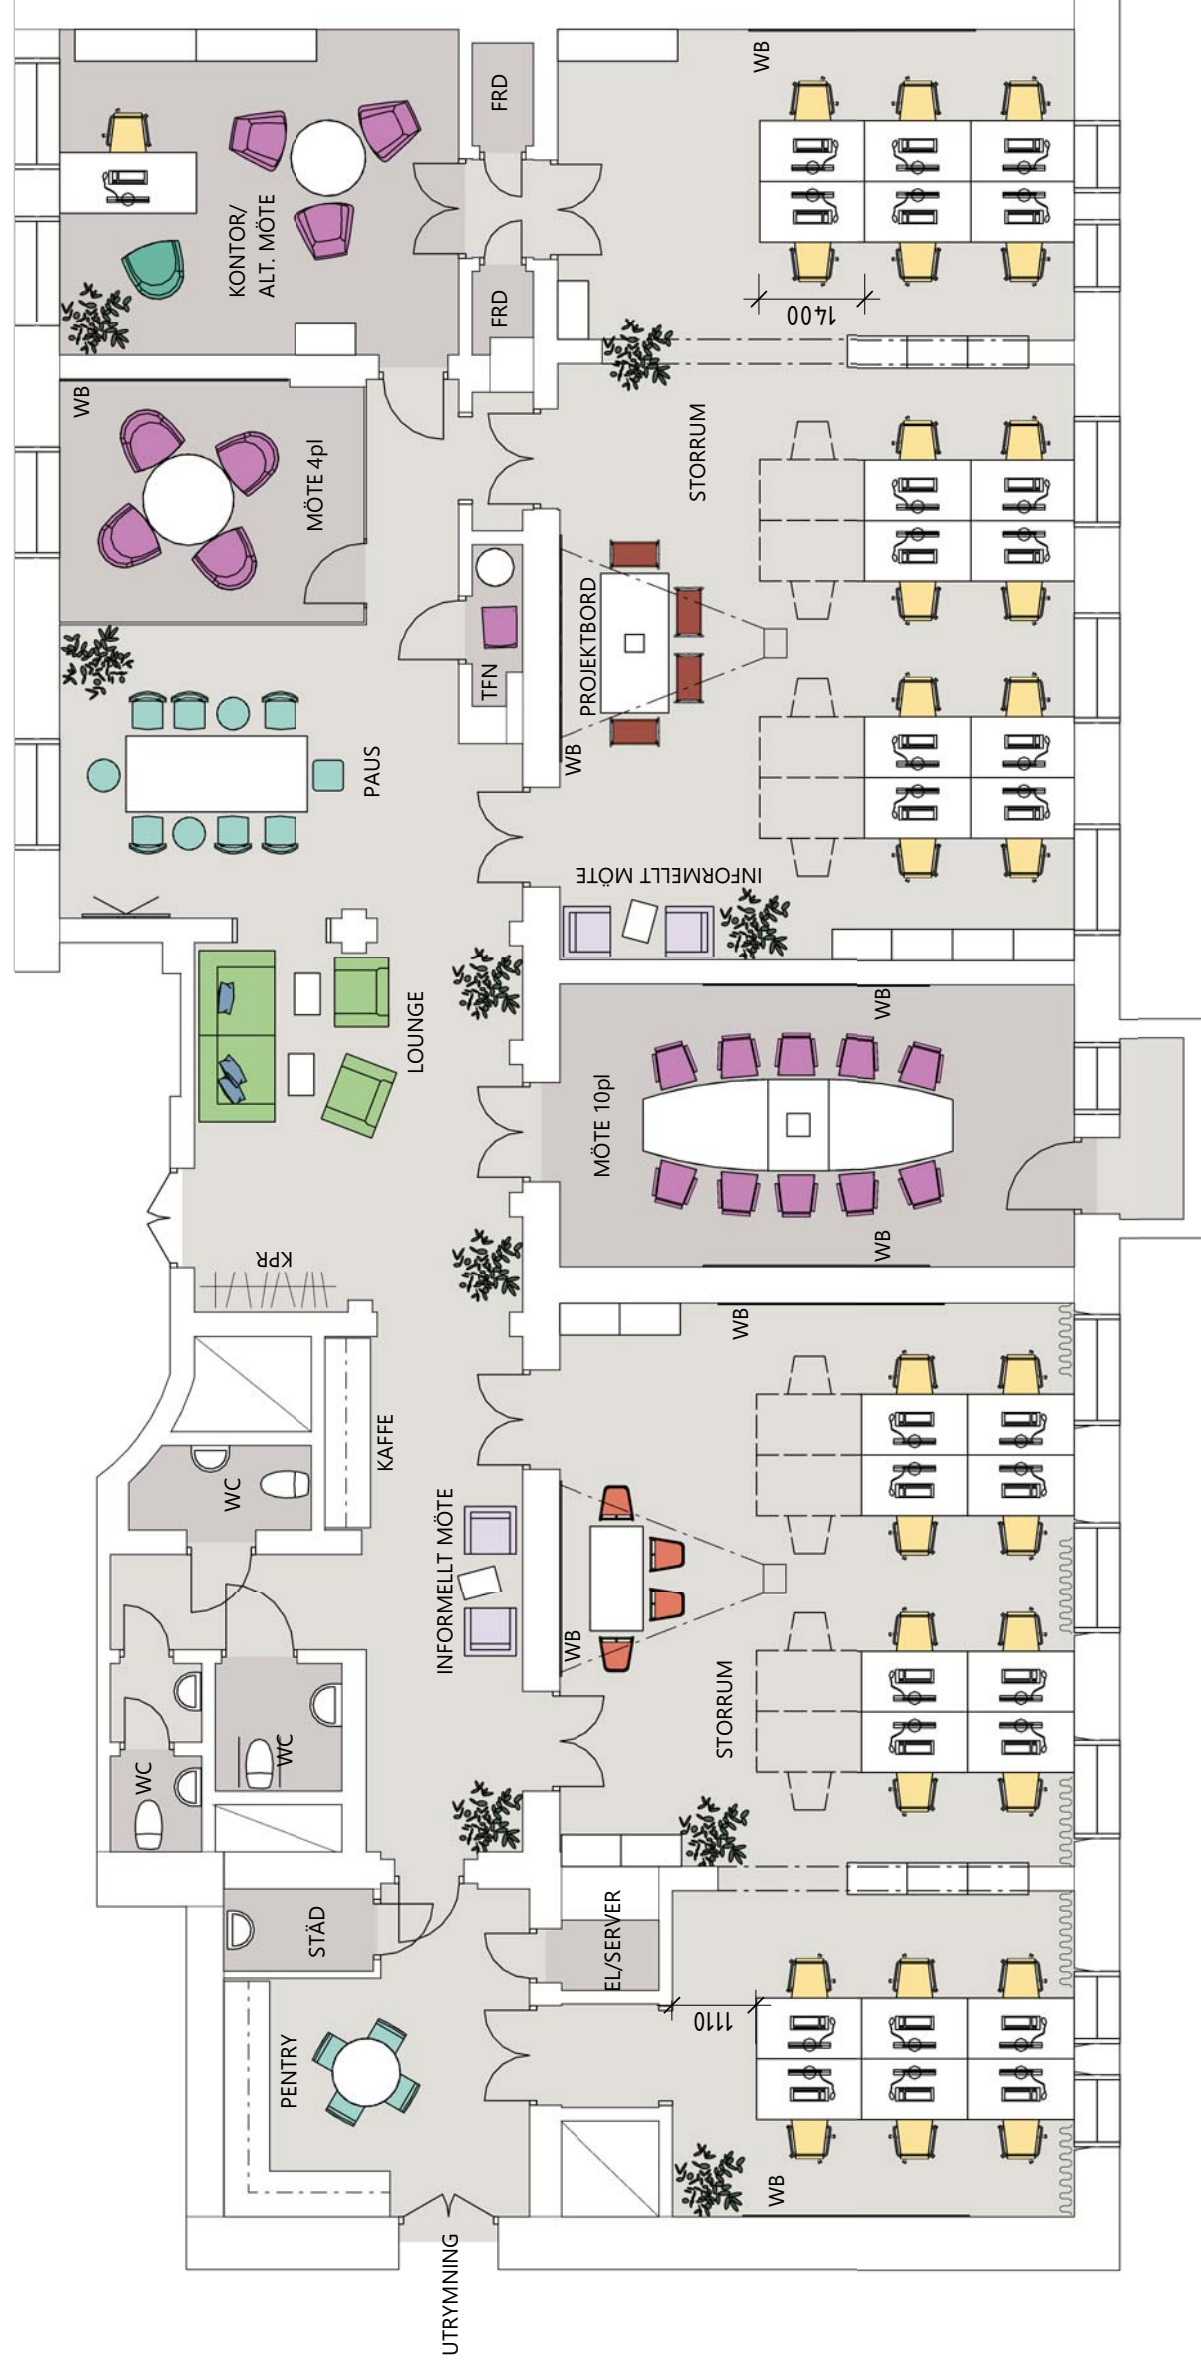 FRD
WB
KONTOR/
ALT. MÖTE
FRD
1400
WB
MÖTE 4pl
STORRUM
TFN
PROJEKTBORD
WB
PAUS
INFORMELLT MÖTE
LOUNGE
WB
MÖTE 10pl
WB
KPR
WB
KAFFE
WC
INFORMELLT MÖTE
WB
STORRUM
WC
WC
STÄD
EL/SERVER
1110
PENTRY
WB
UTRYMNING